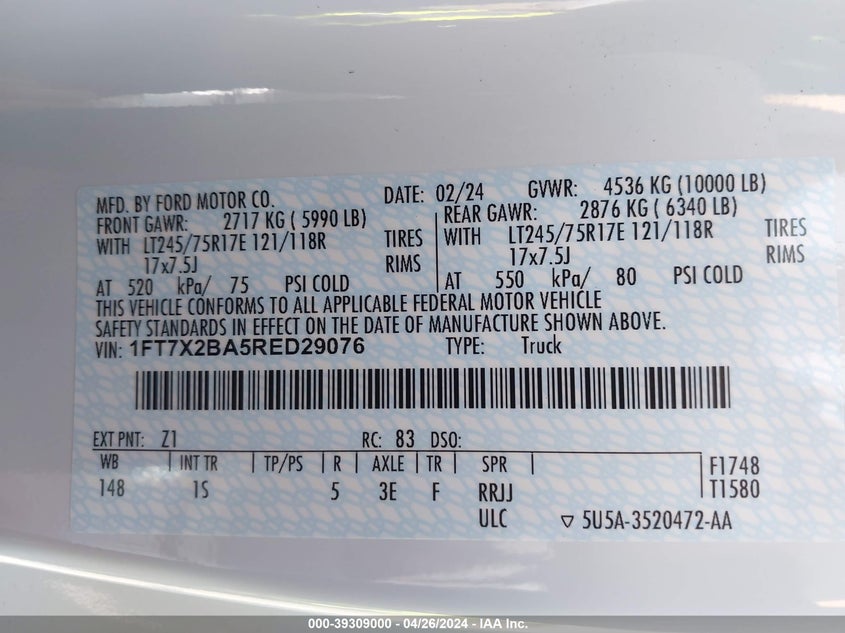 MFD. BY FORD MOTOR CO. DATE: 02/24 GVWR: 4536 KG (10000 LB)
FRONT GAWR: 2717 KG ( 5990 LB) REAR GAWR: 2876 KG ( 6340 LB)
WITH LT245/75R17E 121/118R TIRES WITH LT245/75R17E 121/118R TIRES
17x7.5J RIMS 17x7.5J RIMS
AT 520 kPa/ 75 PSI COLD AT 550 kPa/ 80 PSI COLD
THIS VEHICLE CONFORMS TO ALL APPLICABLE FEDERAL MOTOR VEHICLE
SAFETY STANDARDS IN EFFECT ON THE DATE OF MANUFACTURE SHOWN ABOVE.
VIN: 1FT7X2BA5RED29076 TYPE: Truck
EXT PNT: Z1 RC: 83 DSO:
WB INT TR TP/PS R AXLE TR SPR F1748
148 1S 5 3E F RRJJ T1580
ULC ▽ 5U5A-3520472-AA
000-39309000 - 04/26/2024 - IAA Inc.